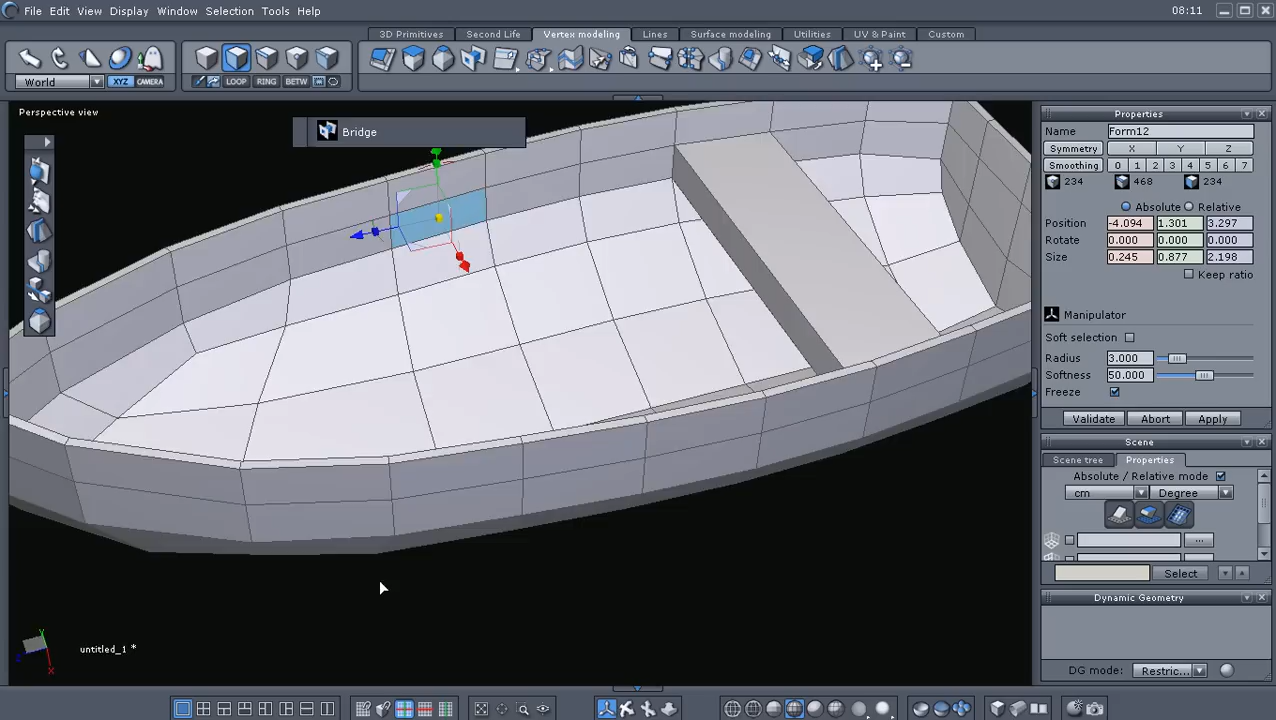 File Edit View Display Window Selection Tools Help
08:11
3D Primitives Second Life Vertex modeling Lines Surface modeling Utilities UV & Paint Custom
World XYZ CAMERA
LOOP RING BETW
Perspective view
Bridge
Properties
Name Form12
Symmetry X Y Z
Smoothing 0 1 2 3 4 5 6 7
234 468 234
Absolute Relative
Position -4.094 1.301 3.297
Rotate 0.000 0.000 0.000
Size 0.245 0.877 2.198
Keep ratio
Manipulator
Soft selection
Radius 3.000
Softness 50.000
Freeze
Validate Abort Apply
Scene
Scene tree Properties
Absolute / Relative mode
cm Degree
...
Select
Dynamic Geometry
DG mode: Restric...
untitled_1 *
Y
Z
X